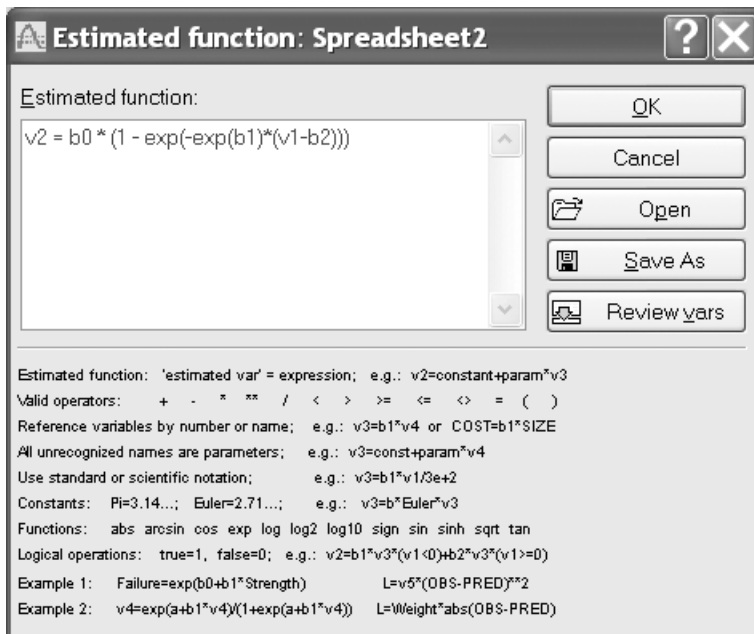 Estimated function: Spreadsheet2
?
Estimated function:
v2 = b0 * (1 - exp(-exp(b1)*(v1-b2)))
OK
Cancel
Open
Save As
Review vars
Estimated function: 'estimated var' = expression; e.g.: v2=constant+param*v3
Valid operators: + - * ** / < > >= <= <> = ( )
Reference variables by number or name; e.g.: v3=b1*v4 or COST=b1*SIZE
All unrecognized names are parameters; e.g.: v3=const+param*v4
Use standard or scientific notation; e.g.: v3=b1*v1/3e+2
Constants: Pi=3.14...; Euler=2.71...; e.g.: v3=b*Euler*v3
Functions: abs arcsin cos exp log log2 log10 sign sin sinh sqrt tan
Logical operations: true=1, false=0; e.g.: v2=b1*v3*(v1<0)+b2*v3*(v1>=0)
Example 1: Failure=exp(b0+b1*Strength) L=v5*(OBS-PRED)**2
Example 2: v4=exp(a+b1*v4)/(1+exp(a+b1*v4)) L=Weight*abs(OBS-PRED)